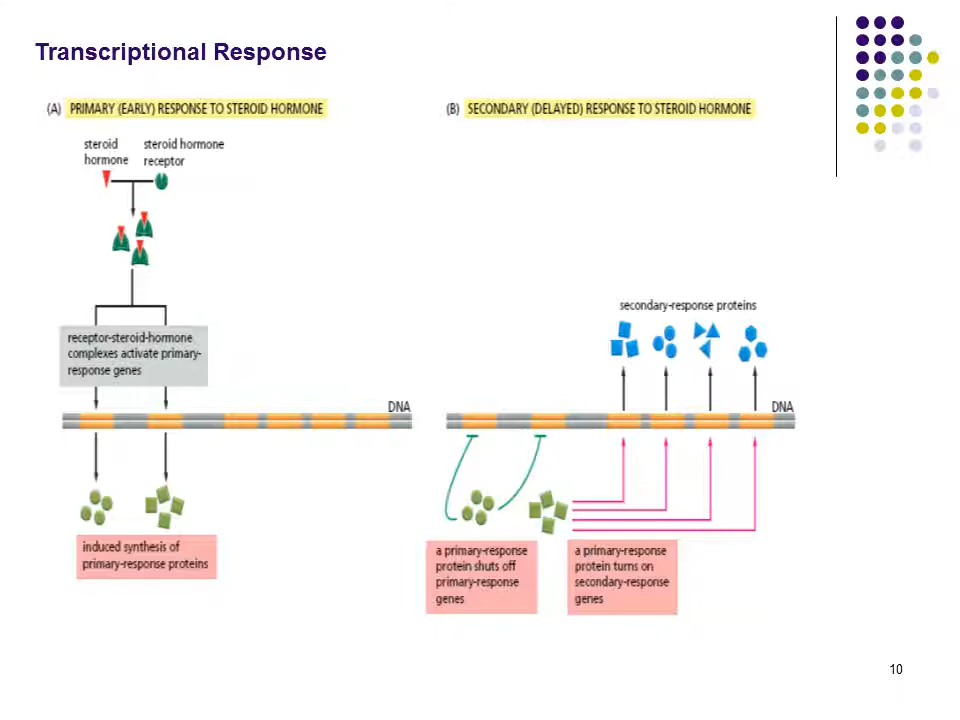 Transcriptional Response
(A) PRIMARY (EARLY) RESPONSE TO STEROID HORMONE
steroid
hormone
steroid hormone
receptor
receptor-steroid-hormone
complexes activate primary-
response genes
DNA
induced synthesis of
primary-response proteins
(B) SECONDARY (DELAYED) RESPONSE TO STEROID HORMONE
secondary-response proteins
DNA
a primary-response
protein shuts off
primary-response
genes
a primary-response
protein turns on
secondary-response
genes
10